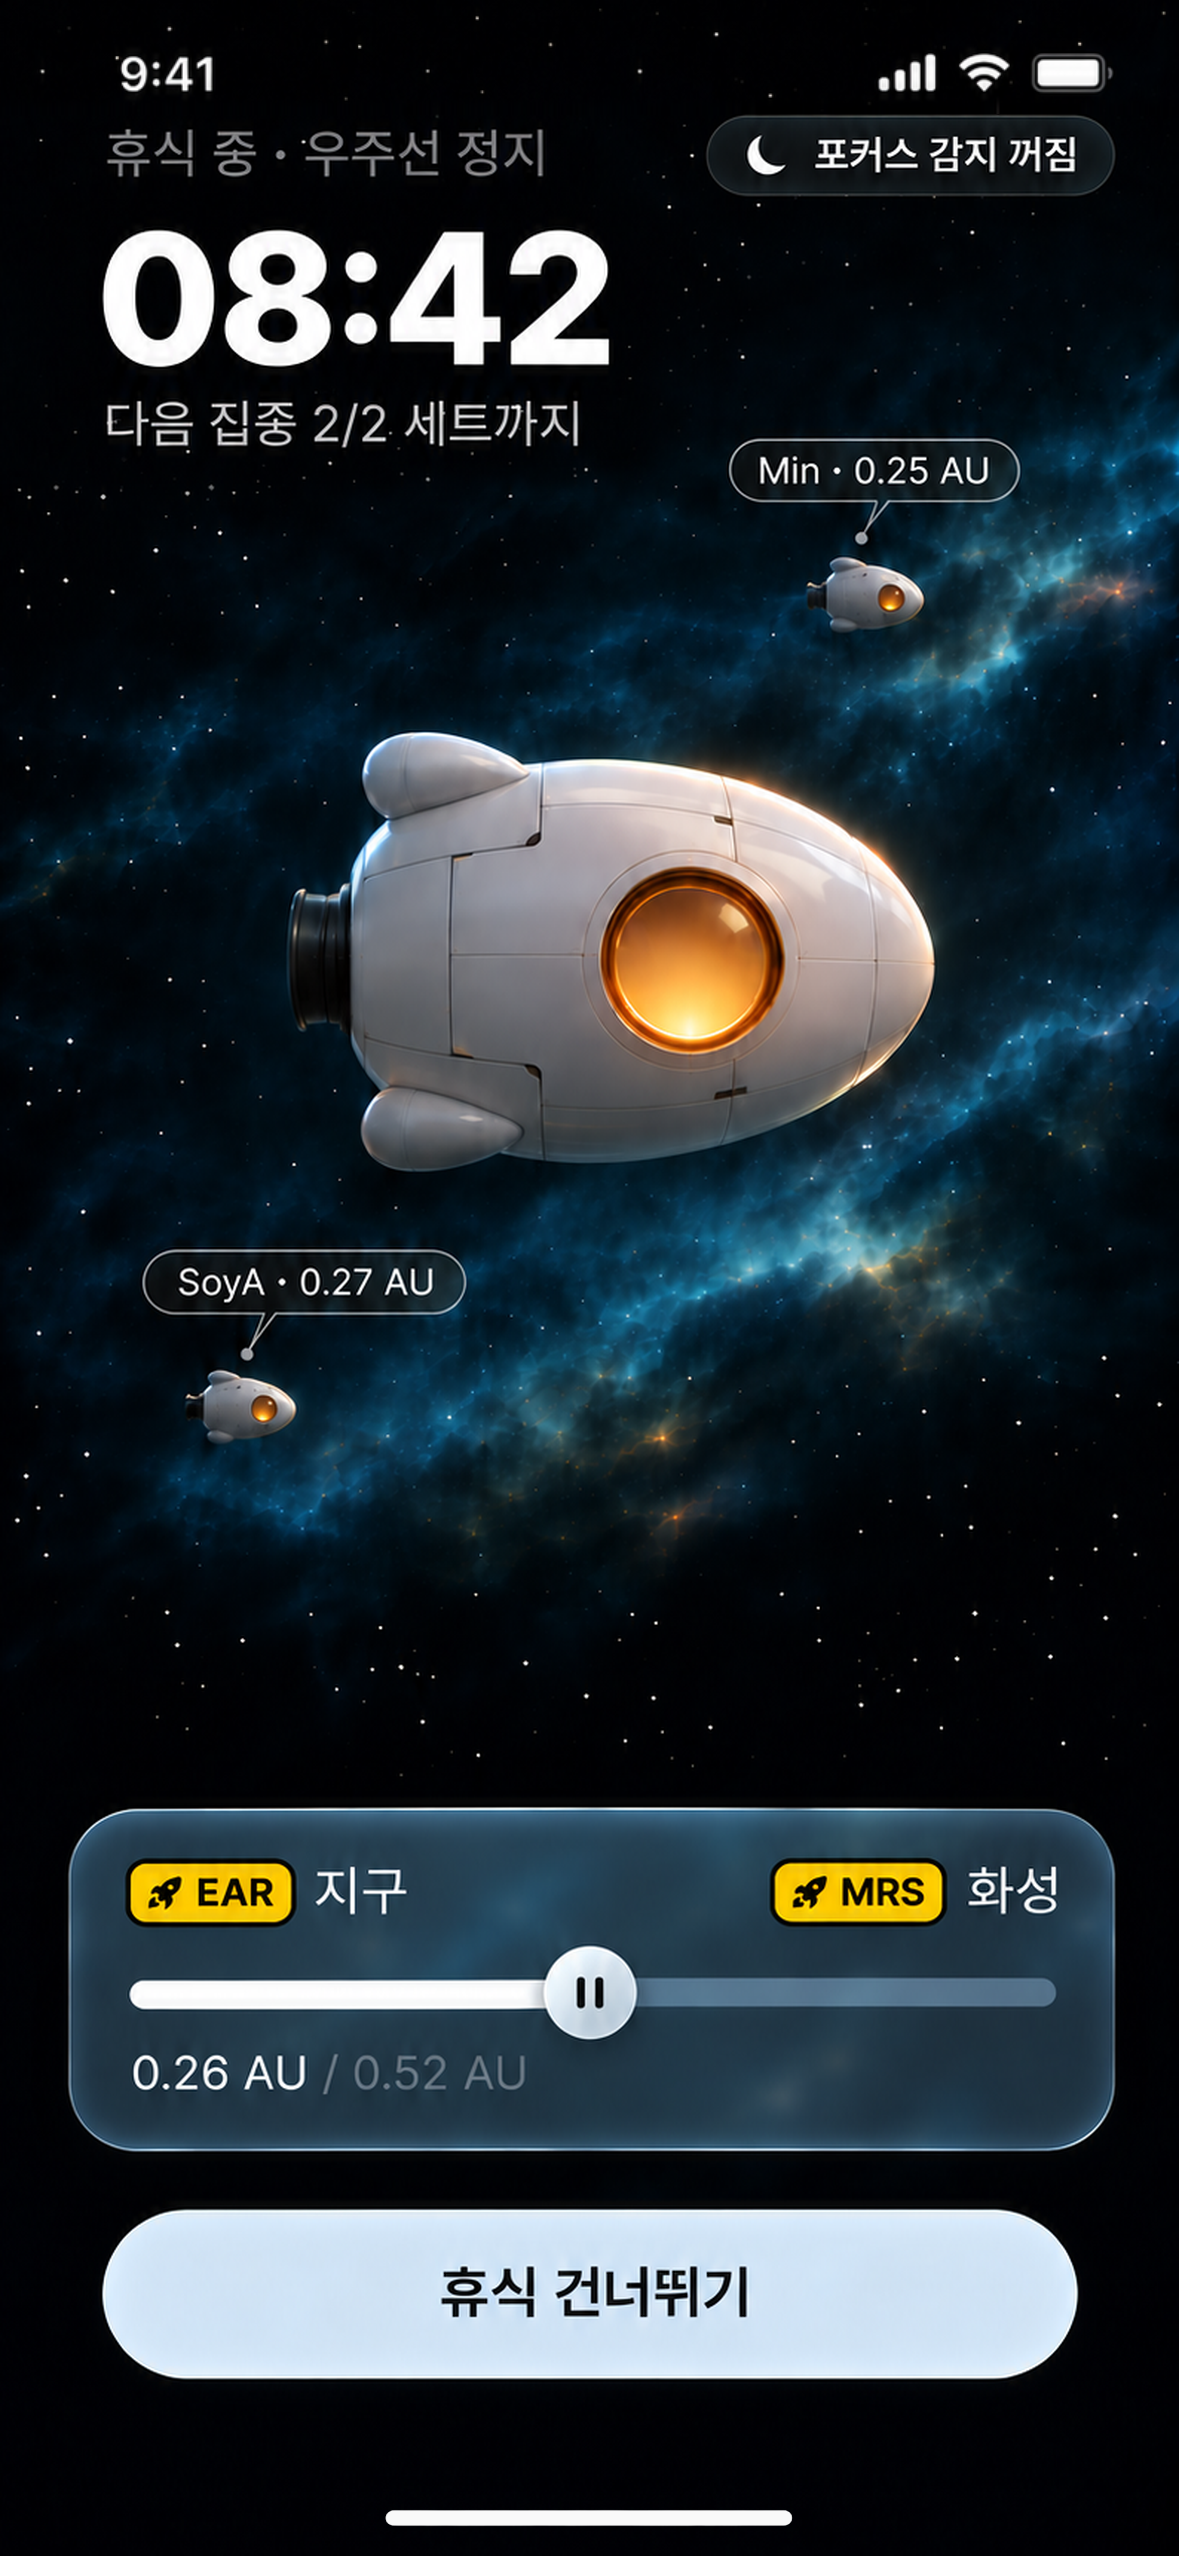 9:41
휴식 중 • 우주선 정지
포커스 감지 꺼짐
08:42
다음 집중 2/2 세트까지
Min • 0.25 AU
SoyA • 0.27 AU
EAR 지구
MRS 화성
0.26 AU / 0.52 AU
휴식 건너뛰기